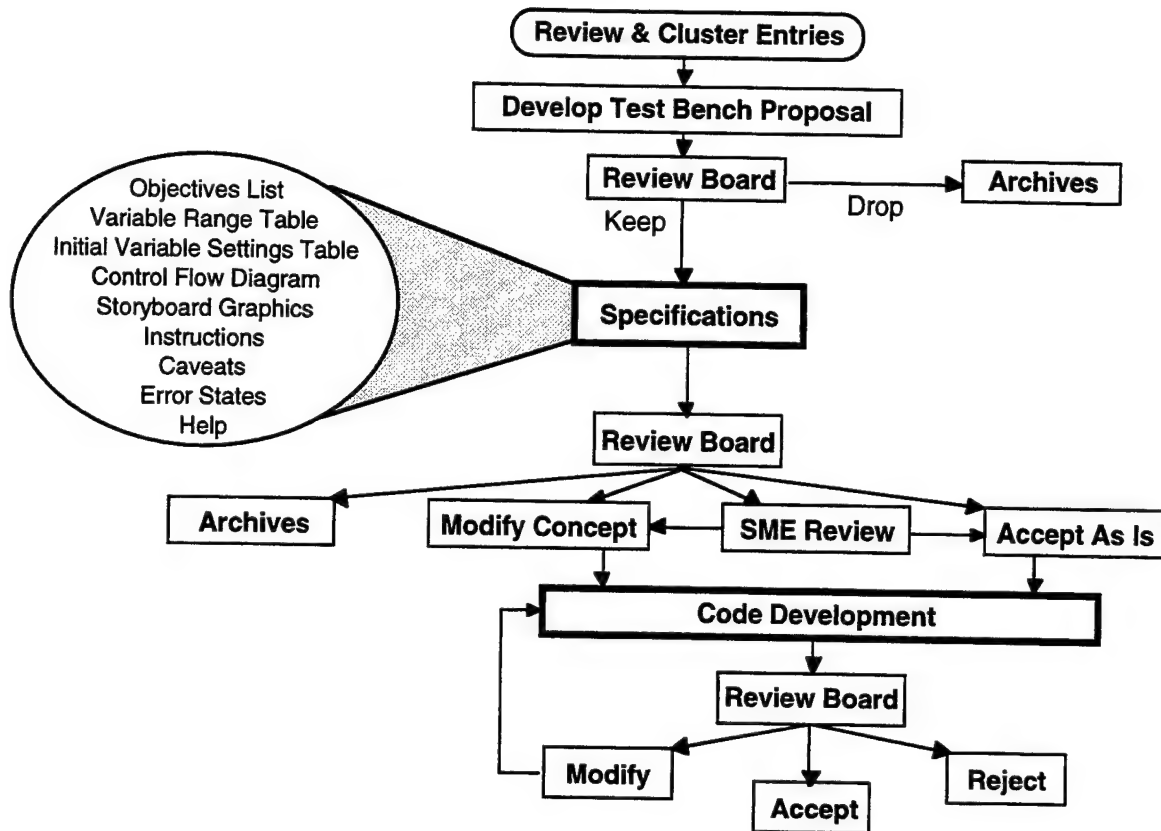 Review & Cluster Entries
Develop Test Bench Proposal
Review Board
Archives
Keep
Drop
Objectives List
Variable Range Table
Initial Variable Settings Table
Control Flow Diagram
Storyboard Graphics
Instructions
Caveats
Error States
Help
Specifications
Review Board
Archives
Modify Concept
SME Review
Accept As Is
Code Development
Review Board
Modify
Accept
Reject